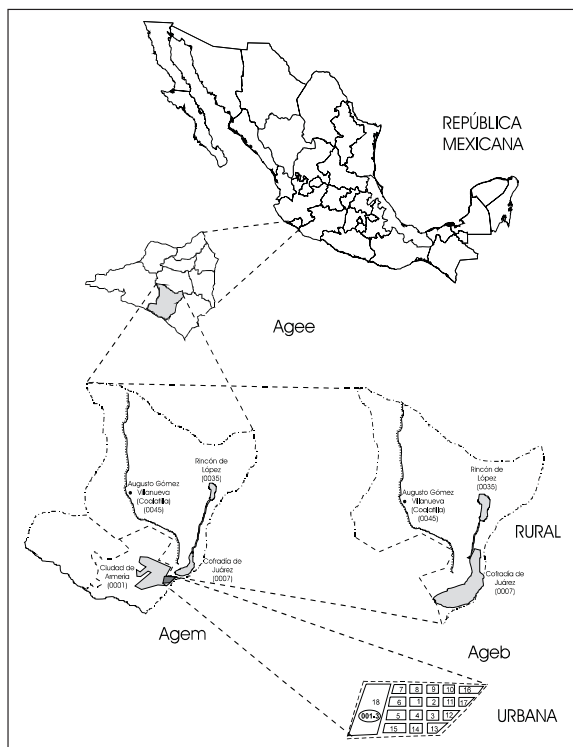 REPÚBLICA
MEXICANA
Agee
Rincón de
López
(0035)
Augusto Gómez
Villanueva
(Coalatilla)
(0045)
Ciudad de
Armería
(0001)
Cofradía de
Juárez
(0007)
Agem
Rincón de
López
(0035)
Augusto Gómez
Villanueva
(Coalatilla)
(0045)
RURAL
Cofradía de
Juárez
(0007)
Ageb
7 8 9 10 16
18 6 1 2 11 17
001-3 5 4 3 12
15 14 13
URBANA